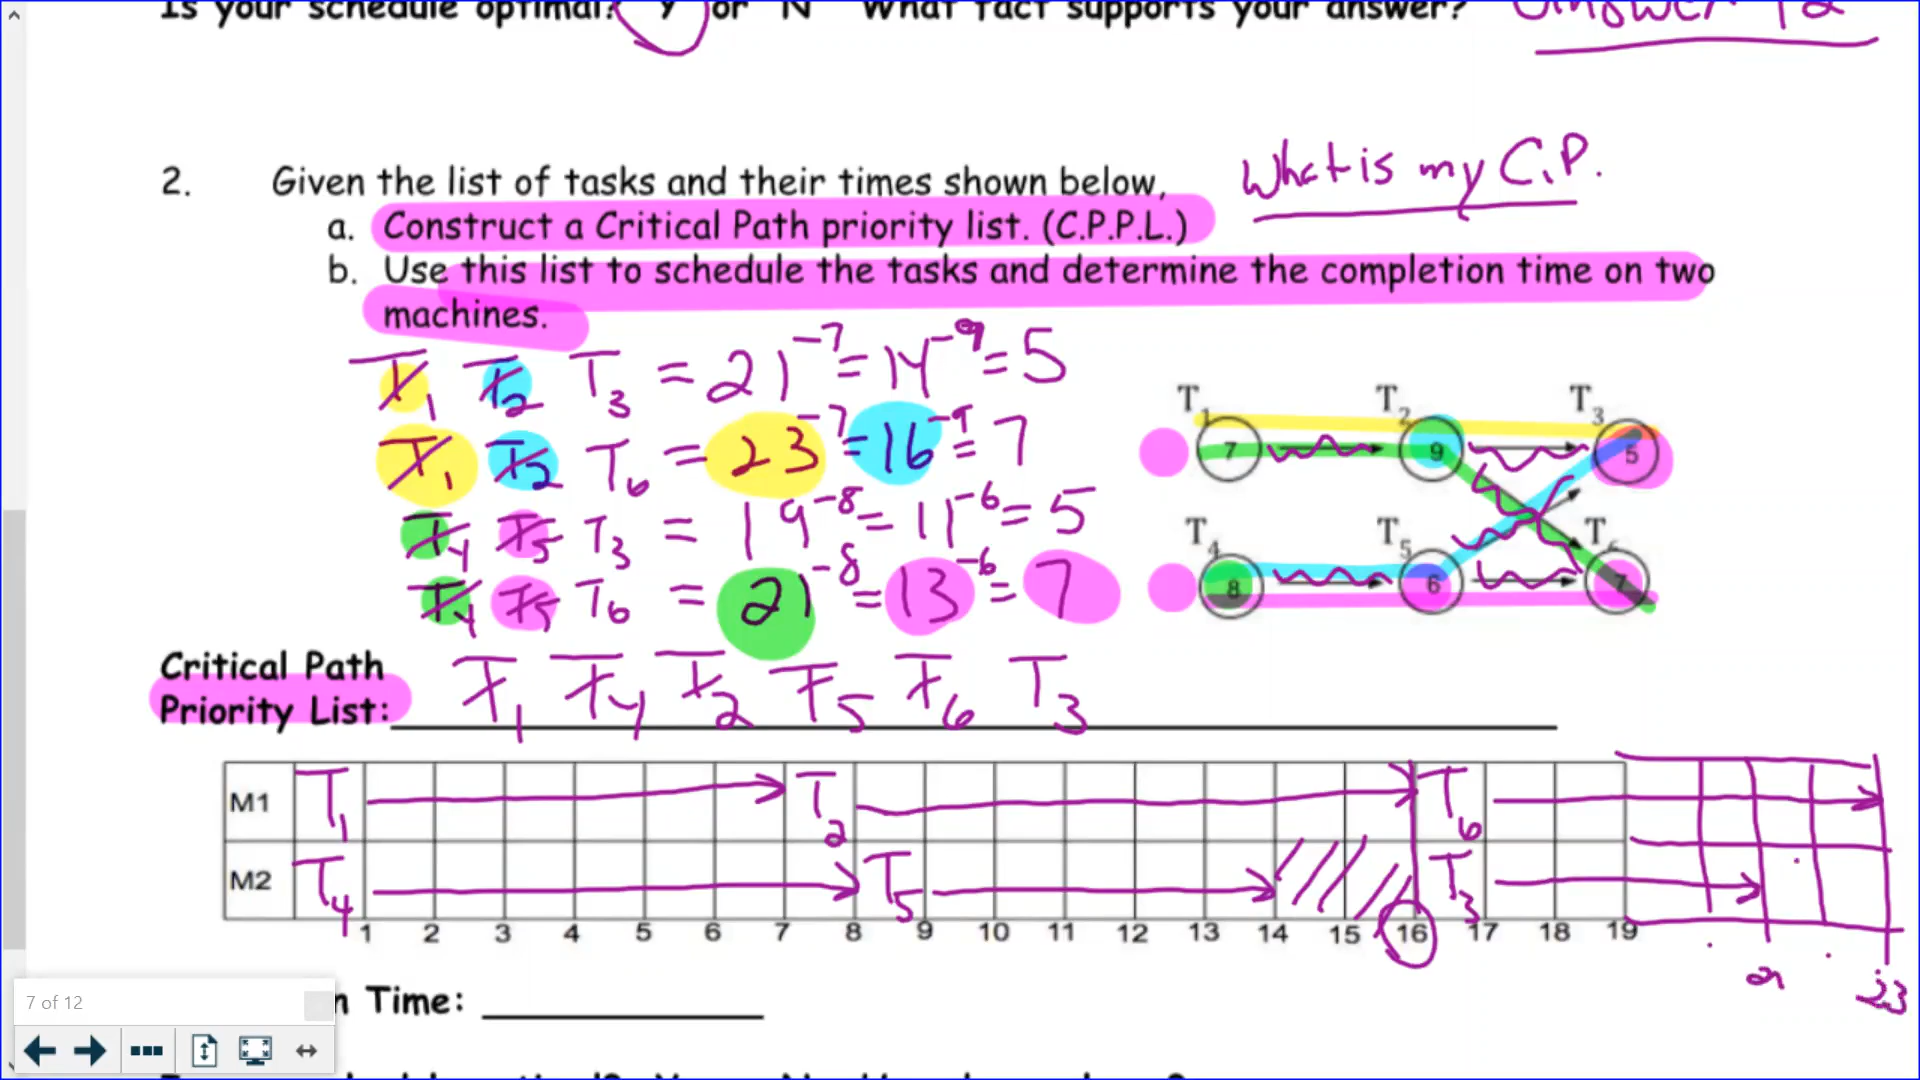 Is your schedule optimal? Y or N What fact supports your answer?
2. Given the list of tasks and their times shown below, What is my C.P.
a. Construct a Critical Path priority list. (C.P.P.L.)
b. Use this list to schedule the tasks and determine the completion time on two
machines.
T1 T2 T3 = 21-7 = 14-9 = 5
T1 T2 T6 = 23-7 = 16-9 = 7
T4 T5 T3 = 19-8 = 11-6 = 5
T4 T5 T6 = 21-8 = 13-6 = 7
T1 T2 T3
7 9 5
T4 T5 T6
8 6 7
Critical Path
Priority List: T1 T4 T2 T5 T6 T3
M1 T1 T2 T6
M2 T4 T5 T3
1 2 3 4 5 6 7 8 9 10 11 12 13 14 15 16 17 18 19 21 23
n Time:
7 of 12